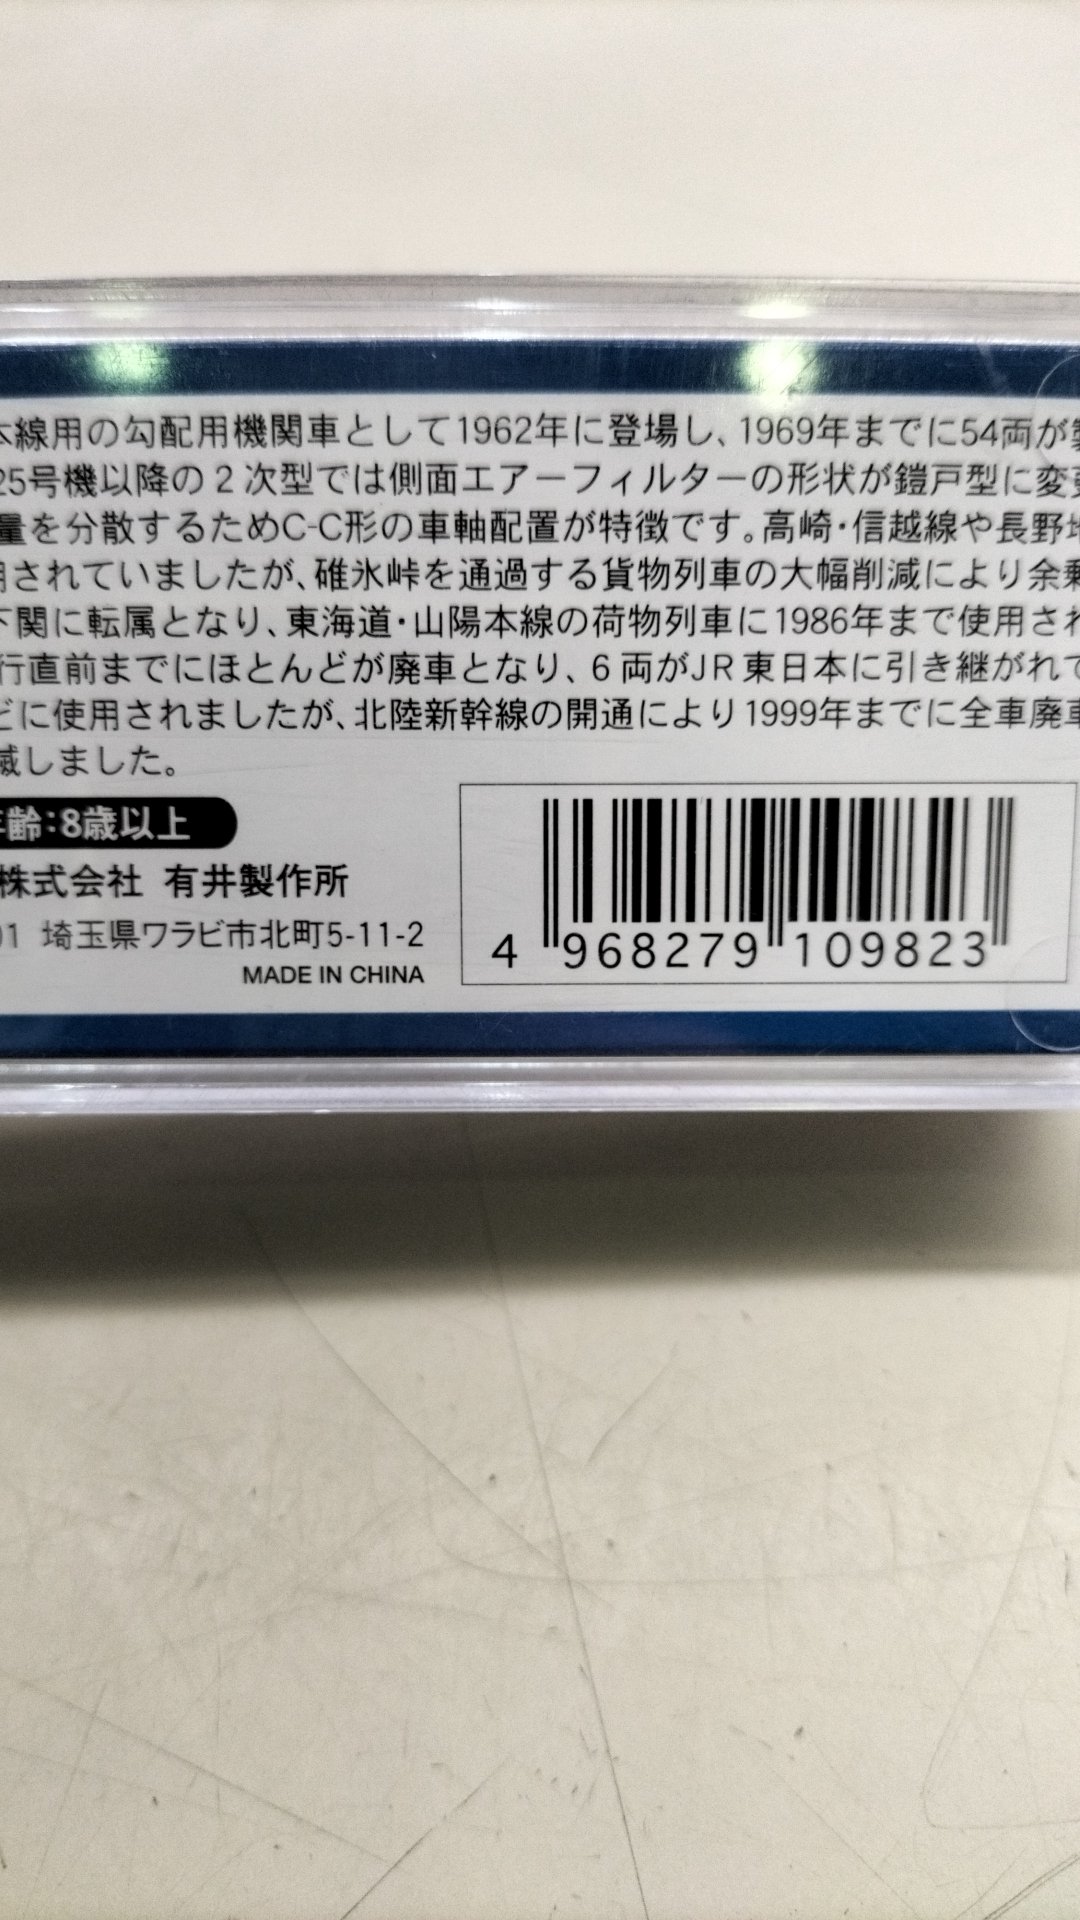 本線用の勾配用機関車として1962年に登場し、1969年までに54両が製
25号機以降の2次型では側面エアーフィルターの形状が鎧戸型に変更
量を分散するためC-C形の車軸配置が特徴です。高崎・信越線や長野地
用されていましたが、碓氷峠を通過する貨物列車の大幅削減により余乗
下関に転属となり、東海道・山陽本線の荷物列車に1986年まで使用され
行直前までにほとんどが廃車となり、6両がJR東日本に引き継がれて
どに使用されましたが、北陸新幹線の開通により1999年までに全車廃車
滅しました。
年齢:8歳以上
株式会社 有井製作所
01 埼玉県ワラビ市北町5-11-2
MADE IN CHINA
4 968279 109823